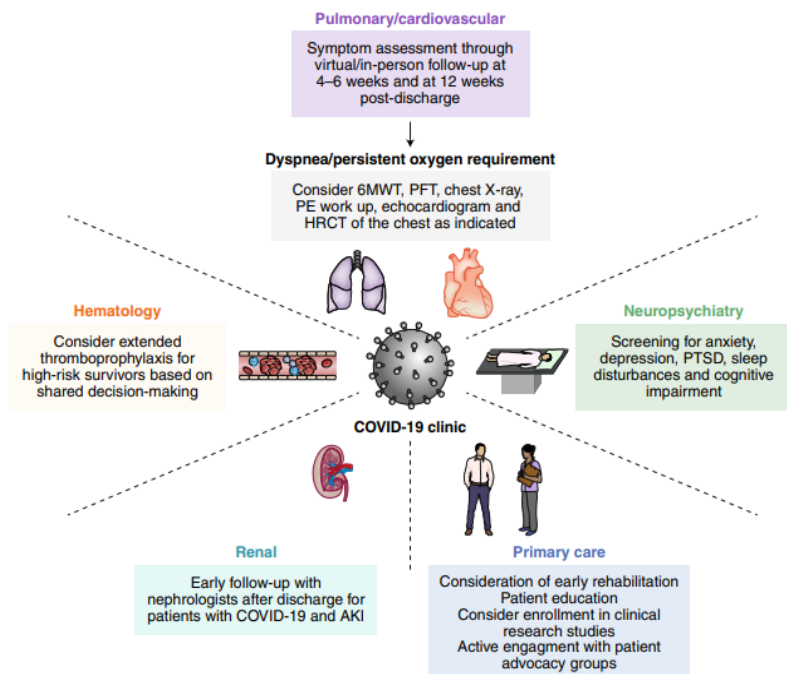 Pulmonary/cardiovascular
Symptom assessment through
virtual/in-person follow-up at
4–6 weeks and at 12 weeks
post-discharge
Dyspnea/persistent oxygen requirement
Consider 6MWT, PFT, chest X-ray,
PE work up, echocardiogram and
HRCT of the chest as indicated
Hematology
Consider extended
thromboprophylaxis for
high-risk survivors based on
shared decision-making
Neuropsychiatry
Screening for anxiety,
depression, PTSD, sleep
disturbances and cognitive
impairment
COVID-19 clinic
Renal
Early follow-up with
nephrologists after discharge for
patients with COVID-19 and AKI
Primary care
Consideration of early rehabilitation
Patient education
Consider enrollment in clinical
research studies
Active engagment with patient
advocacy groups